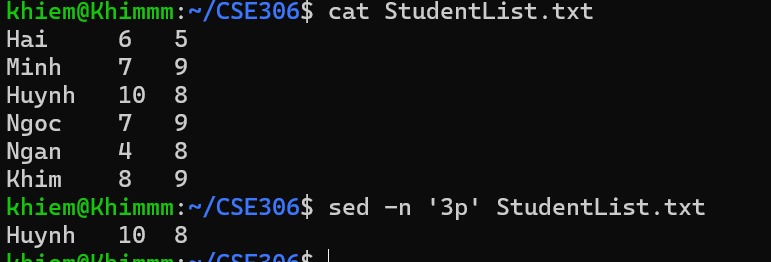 khiem@Khimmm:~/CSE306$ cat StudentList.txt
Hai     6   5
Minh    7   9
Huynh   10  8
Ngoc    7   9
Ngan    4   8
Khim    8   9
khiem@Khimmm:~/CSE306$ sed -n '3p' StudentList.txt
Huynh   10  8
khiem@Khimmm:~/CSE306$